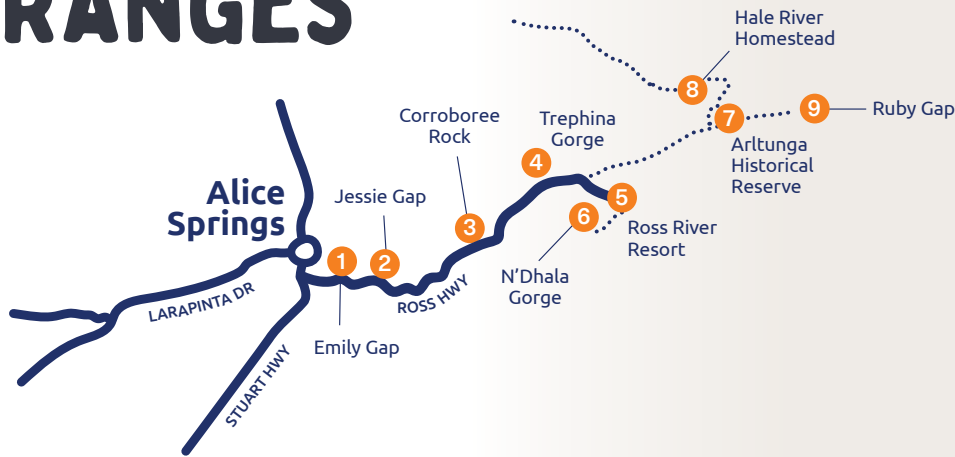 RANGES
Hale River
Homestead
8
9
Ruby Gap
7
Arltunga
Historical
Reserve
Corroboree
Rock
Trephina
Gorge
4
Alice
Springs
Jessie Gap
3
5
6
Ross River
Resort
1
2
N'Dhala
Gorge
LARAPINTA DR
ROSS HWY
Emily Gap
STUART HWY